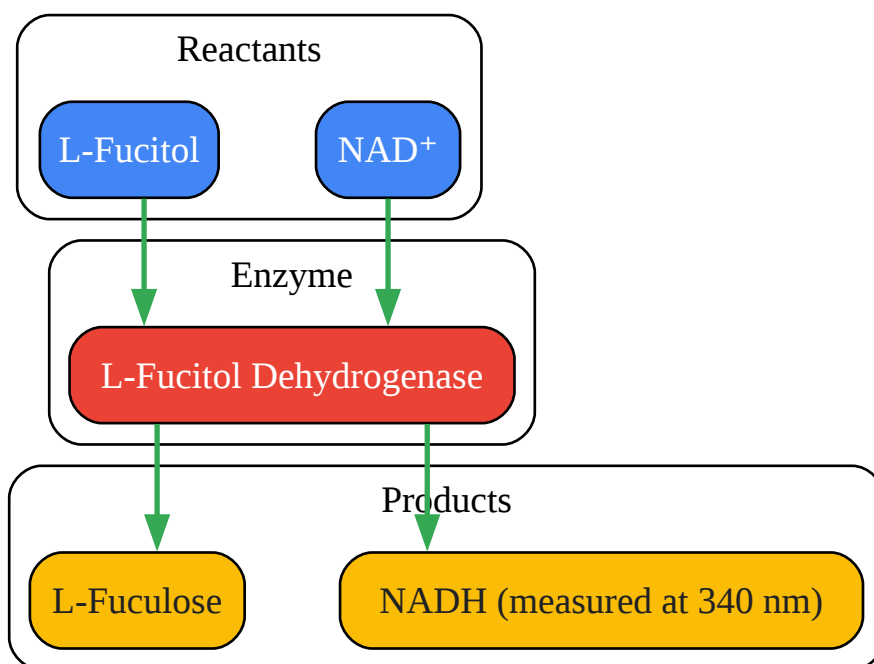 Reactants
L-Fucitol
NAD⁺
Enzyme
L-Fucitol Dehydrogenase
Products
L-Fuculose
NADH (measured at 340 nm)